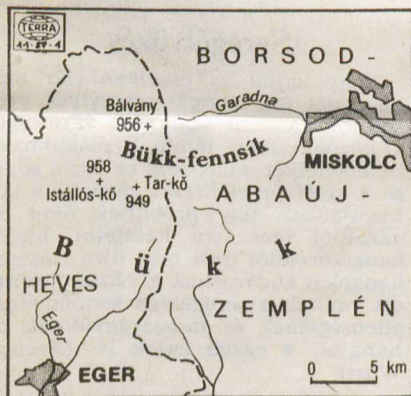 TERRA
BORSOD-
Bálvány
956 +
Garadna
Bükk-fennsík
MISKOLC
958
+
Istállós-kő
+ Tar-kő
949
ABAÚJ-
B ü k k
HEVES
ZEMPLÉN
Eger
EGER
0 5 km